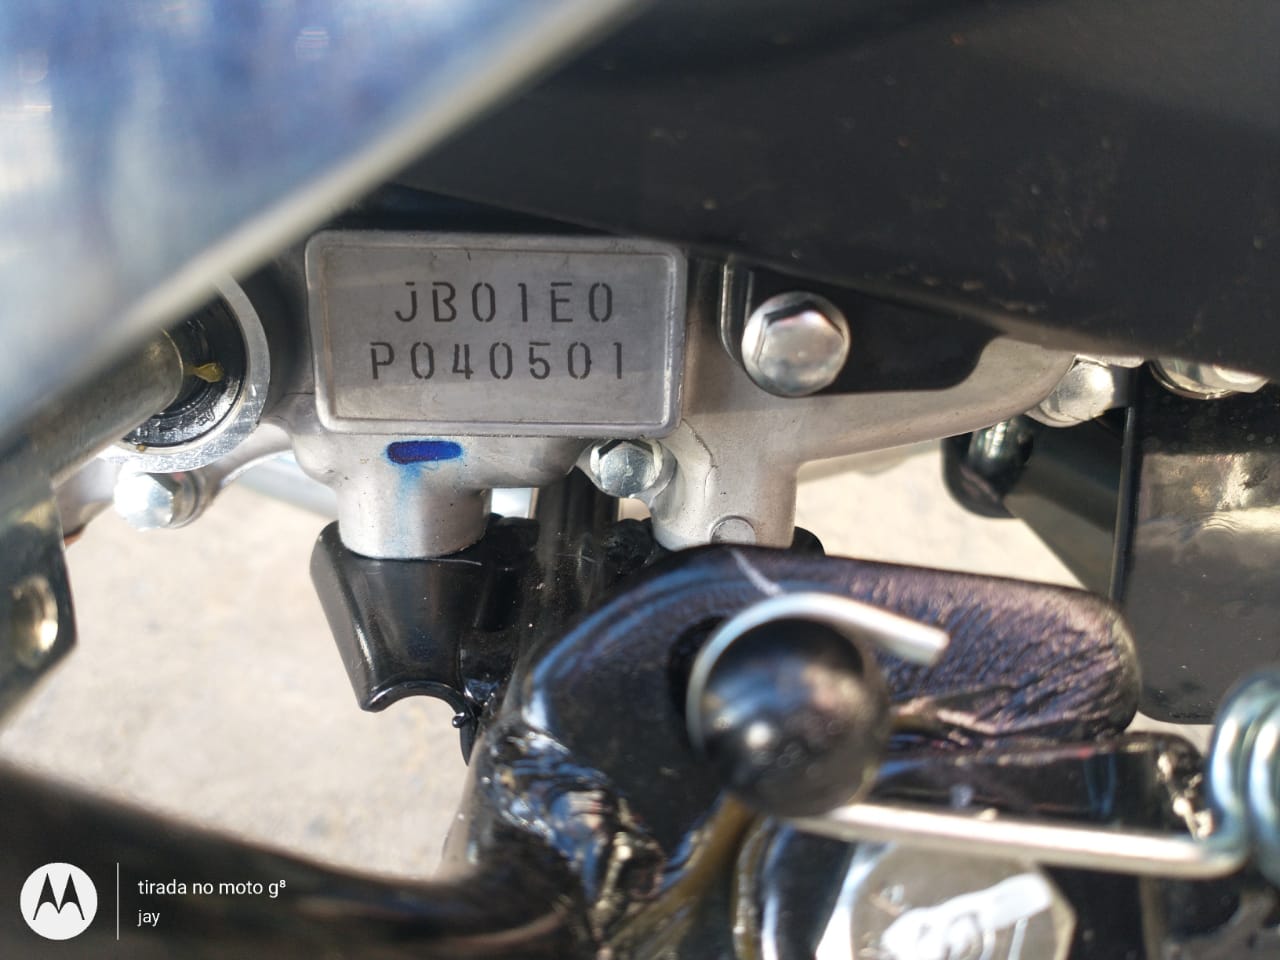 JB01E0
P040501
tirada no moto g⁸
jay